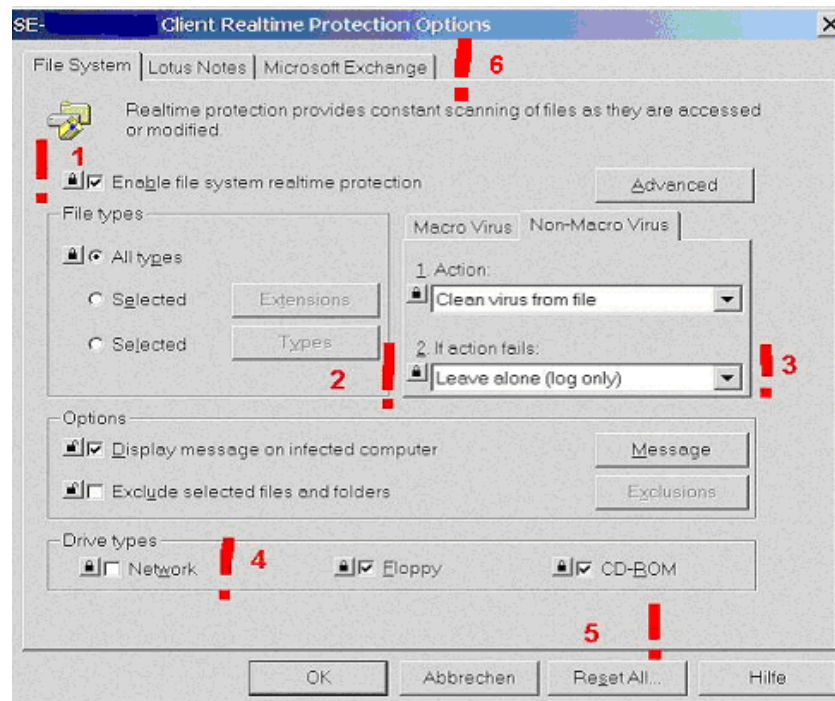 SE- Client Realtime Protection Options
File System Lotus Notes Microsoft Exchange ! 6
Realtime protection provides constant scanning of files as they are accessed
or modified.
! 1
Enable file system realtime protection Advanced
File types
Macro Virus Non-Macro Virus
All types
1. Action:
Selected Extensions
Clean virus from file
Selected Types
2. If action fails:
2 ! ! 3
Leave alone (log only)
Options
Display message on infected computer Message
Exclude selected files and folders Exclusions
Drive types
Network ! 4 Floppy CD-ROM
5 !
OK Abbrechen Reset All... Hilfe